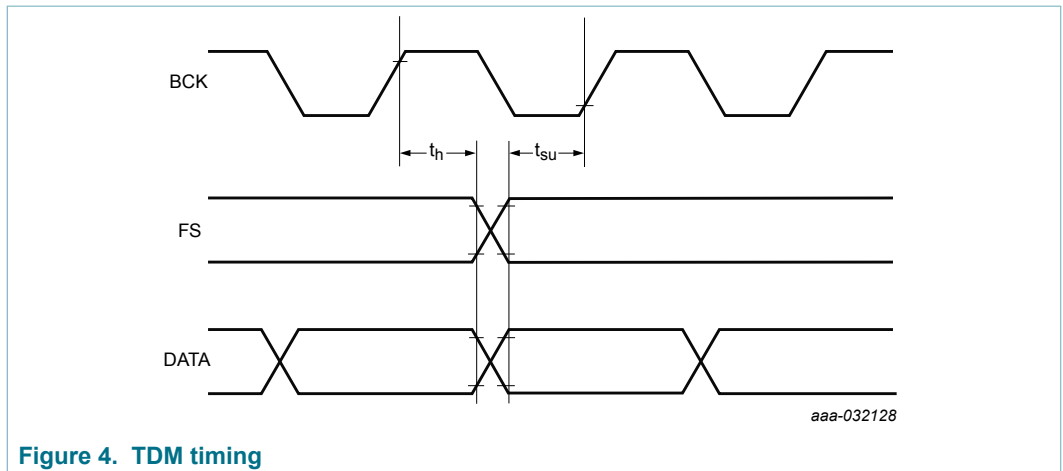 BCK
th
tsu
FS
DATA
aaa-032128
Figure 4. TDM timing